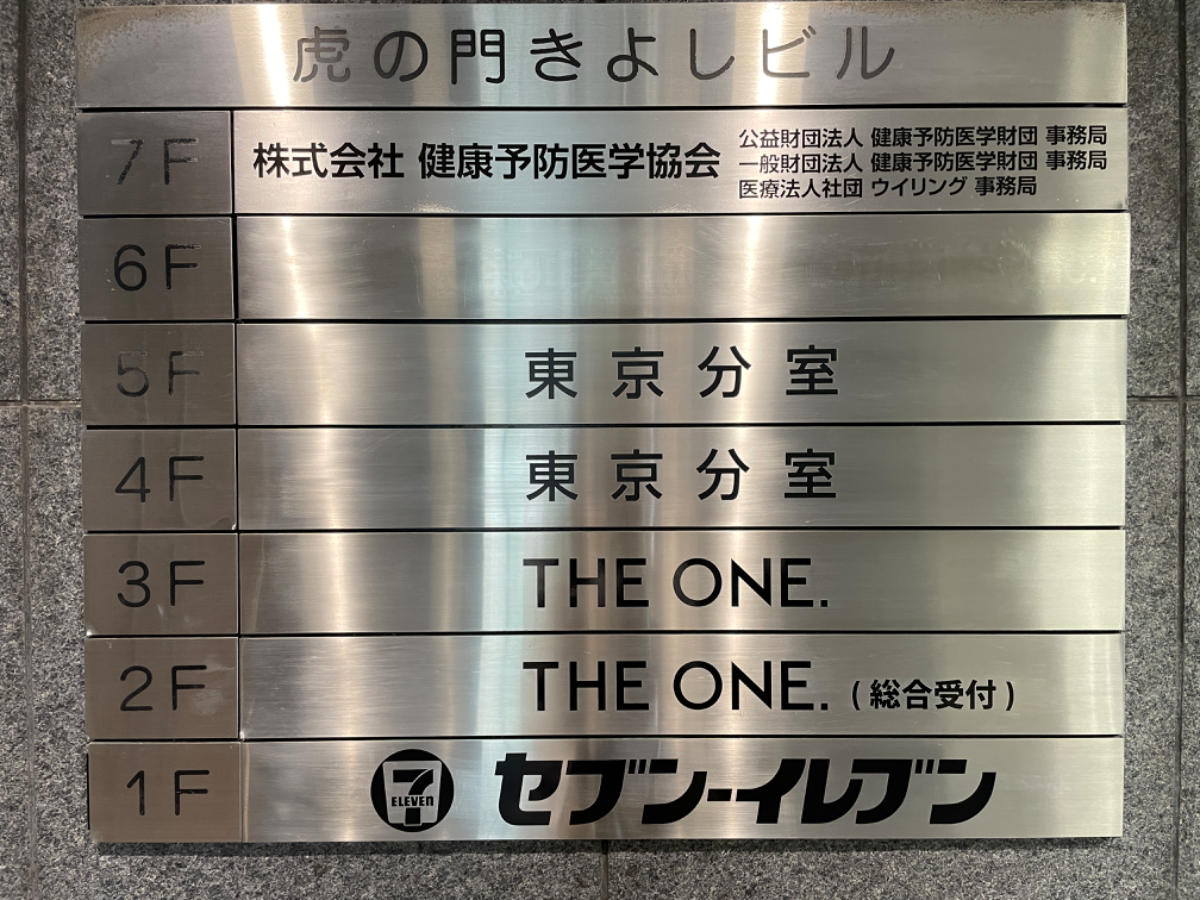 虎の門きよしビル
7F 株式会社 健康予防医学協会
公益財団法人 健康予防医学財団 事務局
一般財団法人 健康予防医学財団 事務局
医療法人社団 ウイリング 事務局
6F
5F 東京分室
4F 東京分室
3F THE ONE.
2F THE ONE. (総合受付)
1F 7 ELEVEN セブン-イレブン